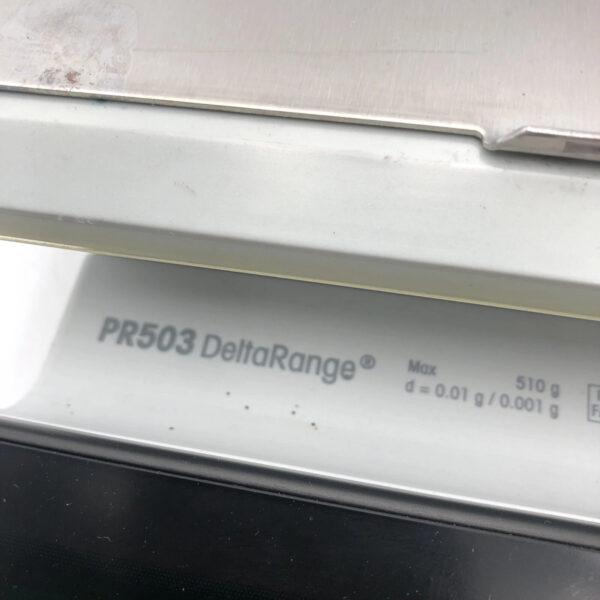 PR503 DeltaRange®
Max 510 g
d = 0.01 g / 0.001 g